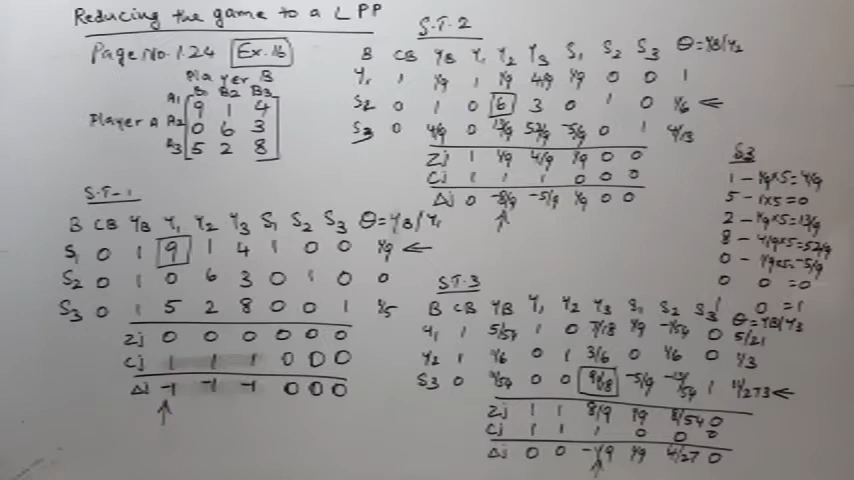 Reducing the game to a LPP
Page No. 1.24 Ex.16
Player B
B1 B2 B3
A1 9 1 4
Player A A2 0 6 3
A3 5 2 8
S.T-1
B CB YB Y1 Y2 Y3 S1 S2 S3 θ=YB/Y1
S1 0 1 9 1 4 1 0 0 1/9 ←
S2 0 1 0 6 3 0 1 0 0
S3 0 1 5 2 8 0 0 1 1/5
Zj 0 0 0 0 0 0
Cj 1 1 1 0 0 0
Δj -1 -1 -1 0 0 0
↑
S.T-2
B CB YB Y1 Y2 Y3 S1 S2 S3 θ=YB/Y2
Y1 1 1/9 1 1/9 4/9 1/9 0 0 1
S2 0 1 0 6 3 0 1 0 1/6 ←
S3 0 4/9 0 13/9 52/9 -5/9 0 1 4/13
Zj 1 1/9 4/9 1/9 0 0
Cj 1 1 1 0 0 0
Δj 0 -8/9 -5/9 1/9 0 0
↑
S3
1 - 1/9×5=4/9
5 - 1×5=0
2 - 1/9×5=13/9
8 - 4/9×5=52/9
0 - 1/9×5=-5/9
0 0 =0
1 0 =1
S.T-3
B CB YB Y1 Y2 Y3 S1 S2 S3 θ=YB/Y3
Y1 1 5/54 1 0 7/18 1/9 -1/54 0 5/21
Y2 1 1/6 0 1 3/6 0 1/6 0 1/3
S3 0 11/54 0 0 91/18 -5/9 -13/54 1 11/273 ←
Zj 1 1 8/9 1/9 8/54 0
Cj 1 1 1 0 0 0
Δj 0 0 -1/9 1/9 4/27 0
↑